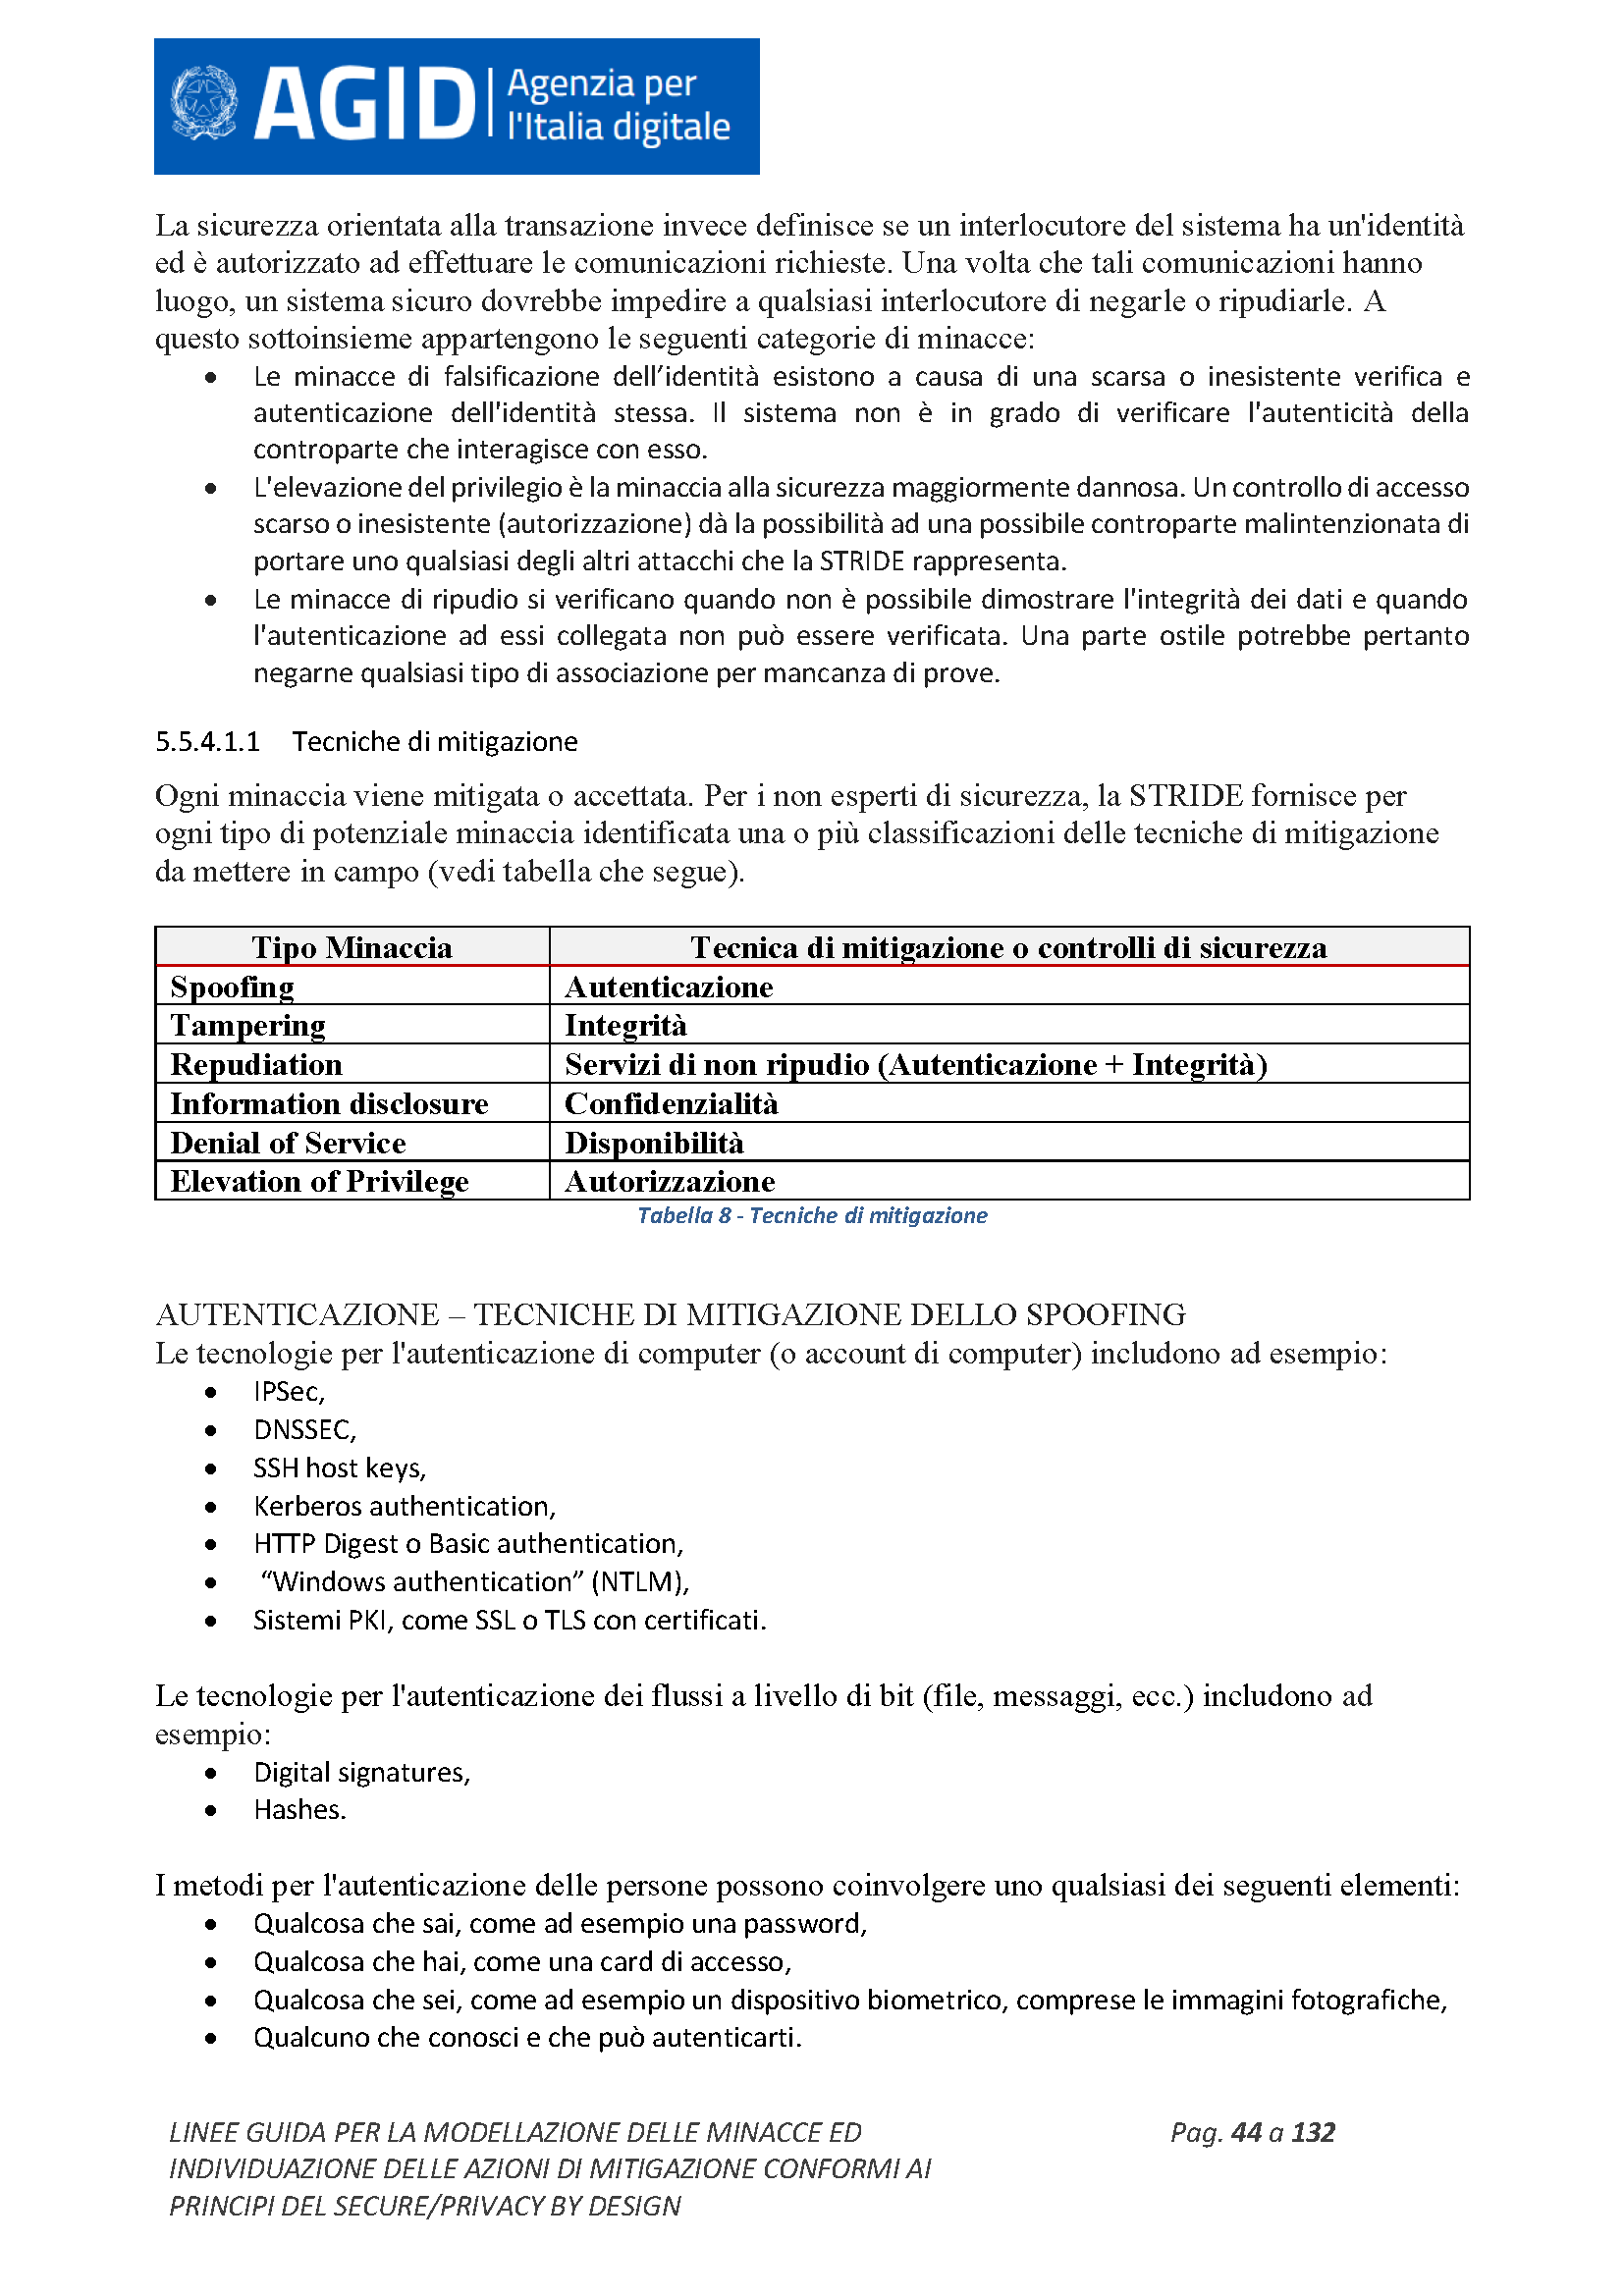 AGID Agenzia per
l'Italia digitale
La sicurezza orientata alla transazione invece definisce se un interlocutore del sistema ha un'identità
ed è autorizzato ad effettuare le comunicazioni richieste. Una volta che tali comunicazioni hanno
luogo, un sistema sicuro dovrebbe impedire a qualsiasi interlocutore di negarle o ripudiarle. A
questo sottoinsieme appartengono le seguenti categorie di minacce:
• Le minacce di falsificazione dell’identità esistono a causa di una scarsa o inesistente verifica e
autenticazione dell'identità stessa. Il sistema non è in grado di verificare l'autenticità della
controparte che interagisce con esso.
• L'elevazione del privilegio è la minaccia alla sicurezza maggiormente dannosa. Un controllo di accesso
scarso o inesistente (autorizzazione) dà la possibilità ad una possibile controparte malintenzionata di
portare uno qualsiasi degli altri attacchi che la STRIDE rappresenta.
• Le minacce di ripudio si verificano quando non è possibile dimostrare l'integrità dei dati e quando
l'autenticazione ad essi collegata non può essere verificata. Una parte ostile potrebbe pertanto
negarne qualsiasi tipo di associazione per mancanza di prove.
5.5.4.1.1 Tecniche di mitigazione
Ogni minaccia viene mitigata o accettata. Per i non esperti di sicurezza, la STRIDE fornisce per
ogni tipo di potenziale minaccia identificata una o più classificazioni delle tecniche di mitigazione
da mettere in campo (vedi tabella che segue).
Tipo Minaccia Tecnica di mitigazione o controlli di sicurezza
Spoofing Autenticazione
Tampering Integrità
Repudiation Servizi di non ripudio (Autenticazione + Integrità)
Information disclosure Confidenzialità
Denial of Service Disponibilità
Elevation of Privilege Autorizzazione
Tabella 8 - Tecniche di mitigazione
AUTENTICAZIONE – TECNICHE DI MITIGAZIONE DELLO SPOOFING
Le tecnologie per l'autenticazione di computer (o account di computer) includono ad esempio:
• IPSec,
• DNSSEC,
• SSH host keys,
• Kerberos authentication,
• HTTP Digest o Basic authentication,
• “Windows authentication” (NTLM),
• Sistemi PKI, come SSL o TLS con certificati.
Le tecnologie per l'autenticazione dei flussi a livello di bit (file, messaggi, ecc.) includono ad
esempio:
• Digital signatures,
• Hashes.
I metodi per l'autenticazione delle persone possono coinvolgere uno qualsiasi dei seguenti elementi:
• Qualcosa che sai, come ad esempio una password,
• Qualcosa che hai, come una card di accesso,
• Qualcosa che sei, come ad esempio un dispositivo biometrico, comprese le immagini fotografiche,
• Qualcuno che conosci e che può autenticarti.
LINEE GUIDA PER LA MODELLAZIONE DELLE MINACCE ED Pag. 44 a 132
INDIVIDUAZIONE DELLE AZIONI DI MITIGAZIONE CONFORMI AI
PRINCIPI DEL SECURE/PRIVACY BY DESIGN